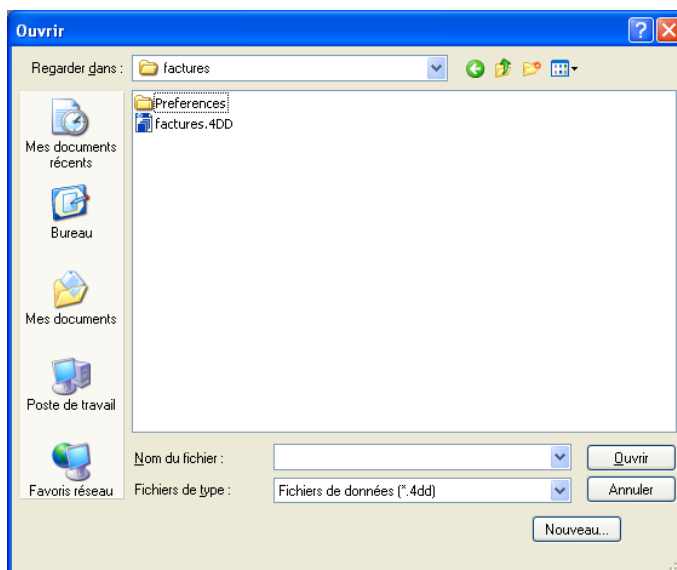 Ouvrir
Regarder dans :
factures
Mes documents
récents
Bureau
Mes documents
Poste de travail
Favoris réseau
Preferences
factures.4DD
Nom du fichier :
Ouvrir
Fichiers de type :
Fichiers de données (*.4dd)
Annuler
Nouveau...